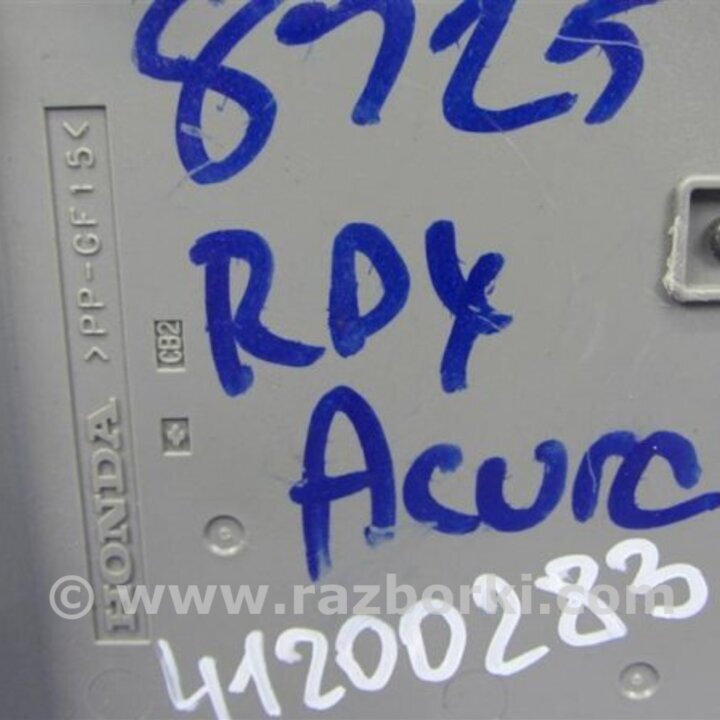 8725
RDX
Acura
HONDA >PP-GF15<
CB2
© www.razborki.com
41200283